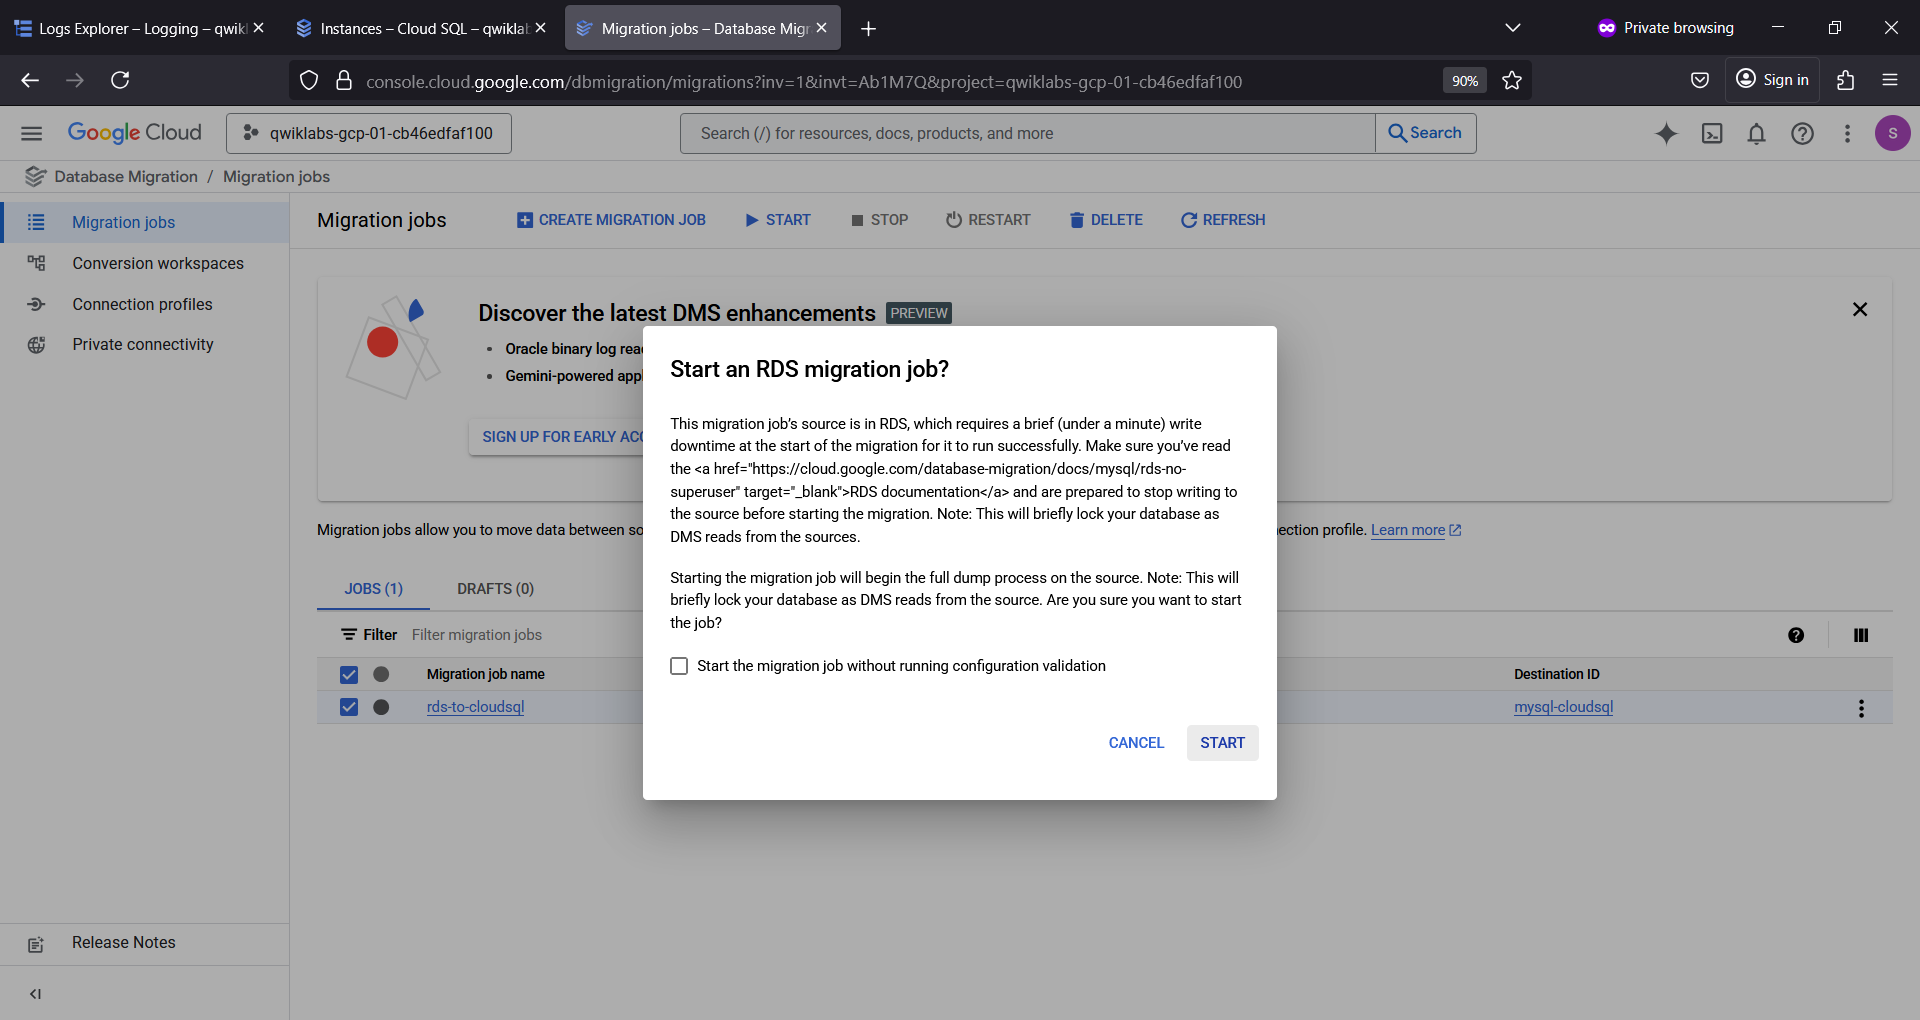 Logs Explorer – Logging – qwikl
Instances – Cloud SQL – qwikla
Migration jobs – Database Migr
Private browsing
console.cloud.google.com/dbmigration/migrations?inv=1&invt=Ab1M7Q&project=qwiklabs-gcp-01-cb46edfaf100
90%
Sign in
Google Cloud
qwiklabs-gcp-01-cb46edfaf100
Search (/) for resources, docs, products, and more
Search
S
Database Migration / Migration jobs
Migration jobs
Conversion workspaces
Connection profiles
Private connectivity
Release Notes
Migration jobs
CREATE MIGRATION JOB
START
STOP
RESTART
DELETE
REFRESH
Discover the latest DMS enhancements
PREVIEW
• Oracle binary log rea
• Gemini-powered appl
SIGN UP FOR EARLY ACC
Migration jobs allow you to move data between so
ection profile. Learn more
JOBS (1)
DRAFTS (0)
Filter
Filter migration jobs
Migration job name
Destination ID
rds-to-cloudsql
mysql-cloudsql
Start an RDS migration job?
This migration job’s source is in RDS, which requires a brief (under a minute) write
downtime at the start of the migration for it to run successfully. Make sure you’ve read
the <a href="https://cloud.google.com/database-migration/docs/mysql/rds-no-
superuser" target="_blank">RDS documentation</a> and are prepared to stop writing to
the source before starting the migration. Note: This will briefly lock your database as
DMS reads from the sources.
Starting the migration job will begin the full dump process on the source. Note: This will
briefly lock your database as DMS reads from the source. Are you sure you want to start
the job?
Start the migration job without running configuration validation
CANCEL
START